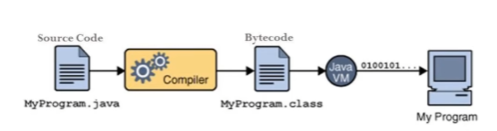 Source Code
Bytecode
Compiler
Java
VM
0100101...
MyProgram.java
MyProgram.class
My Program